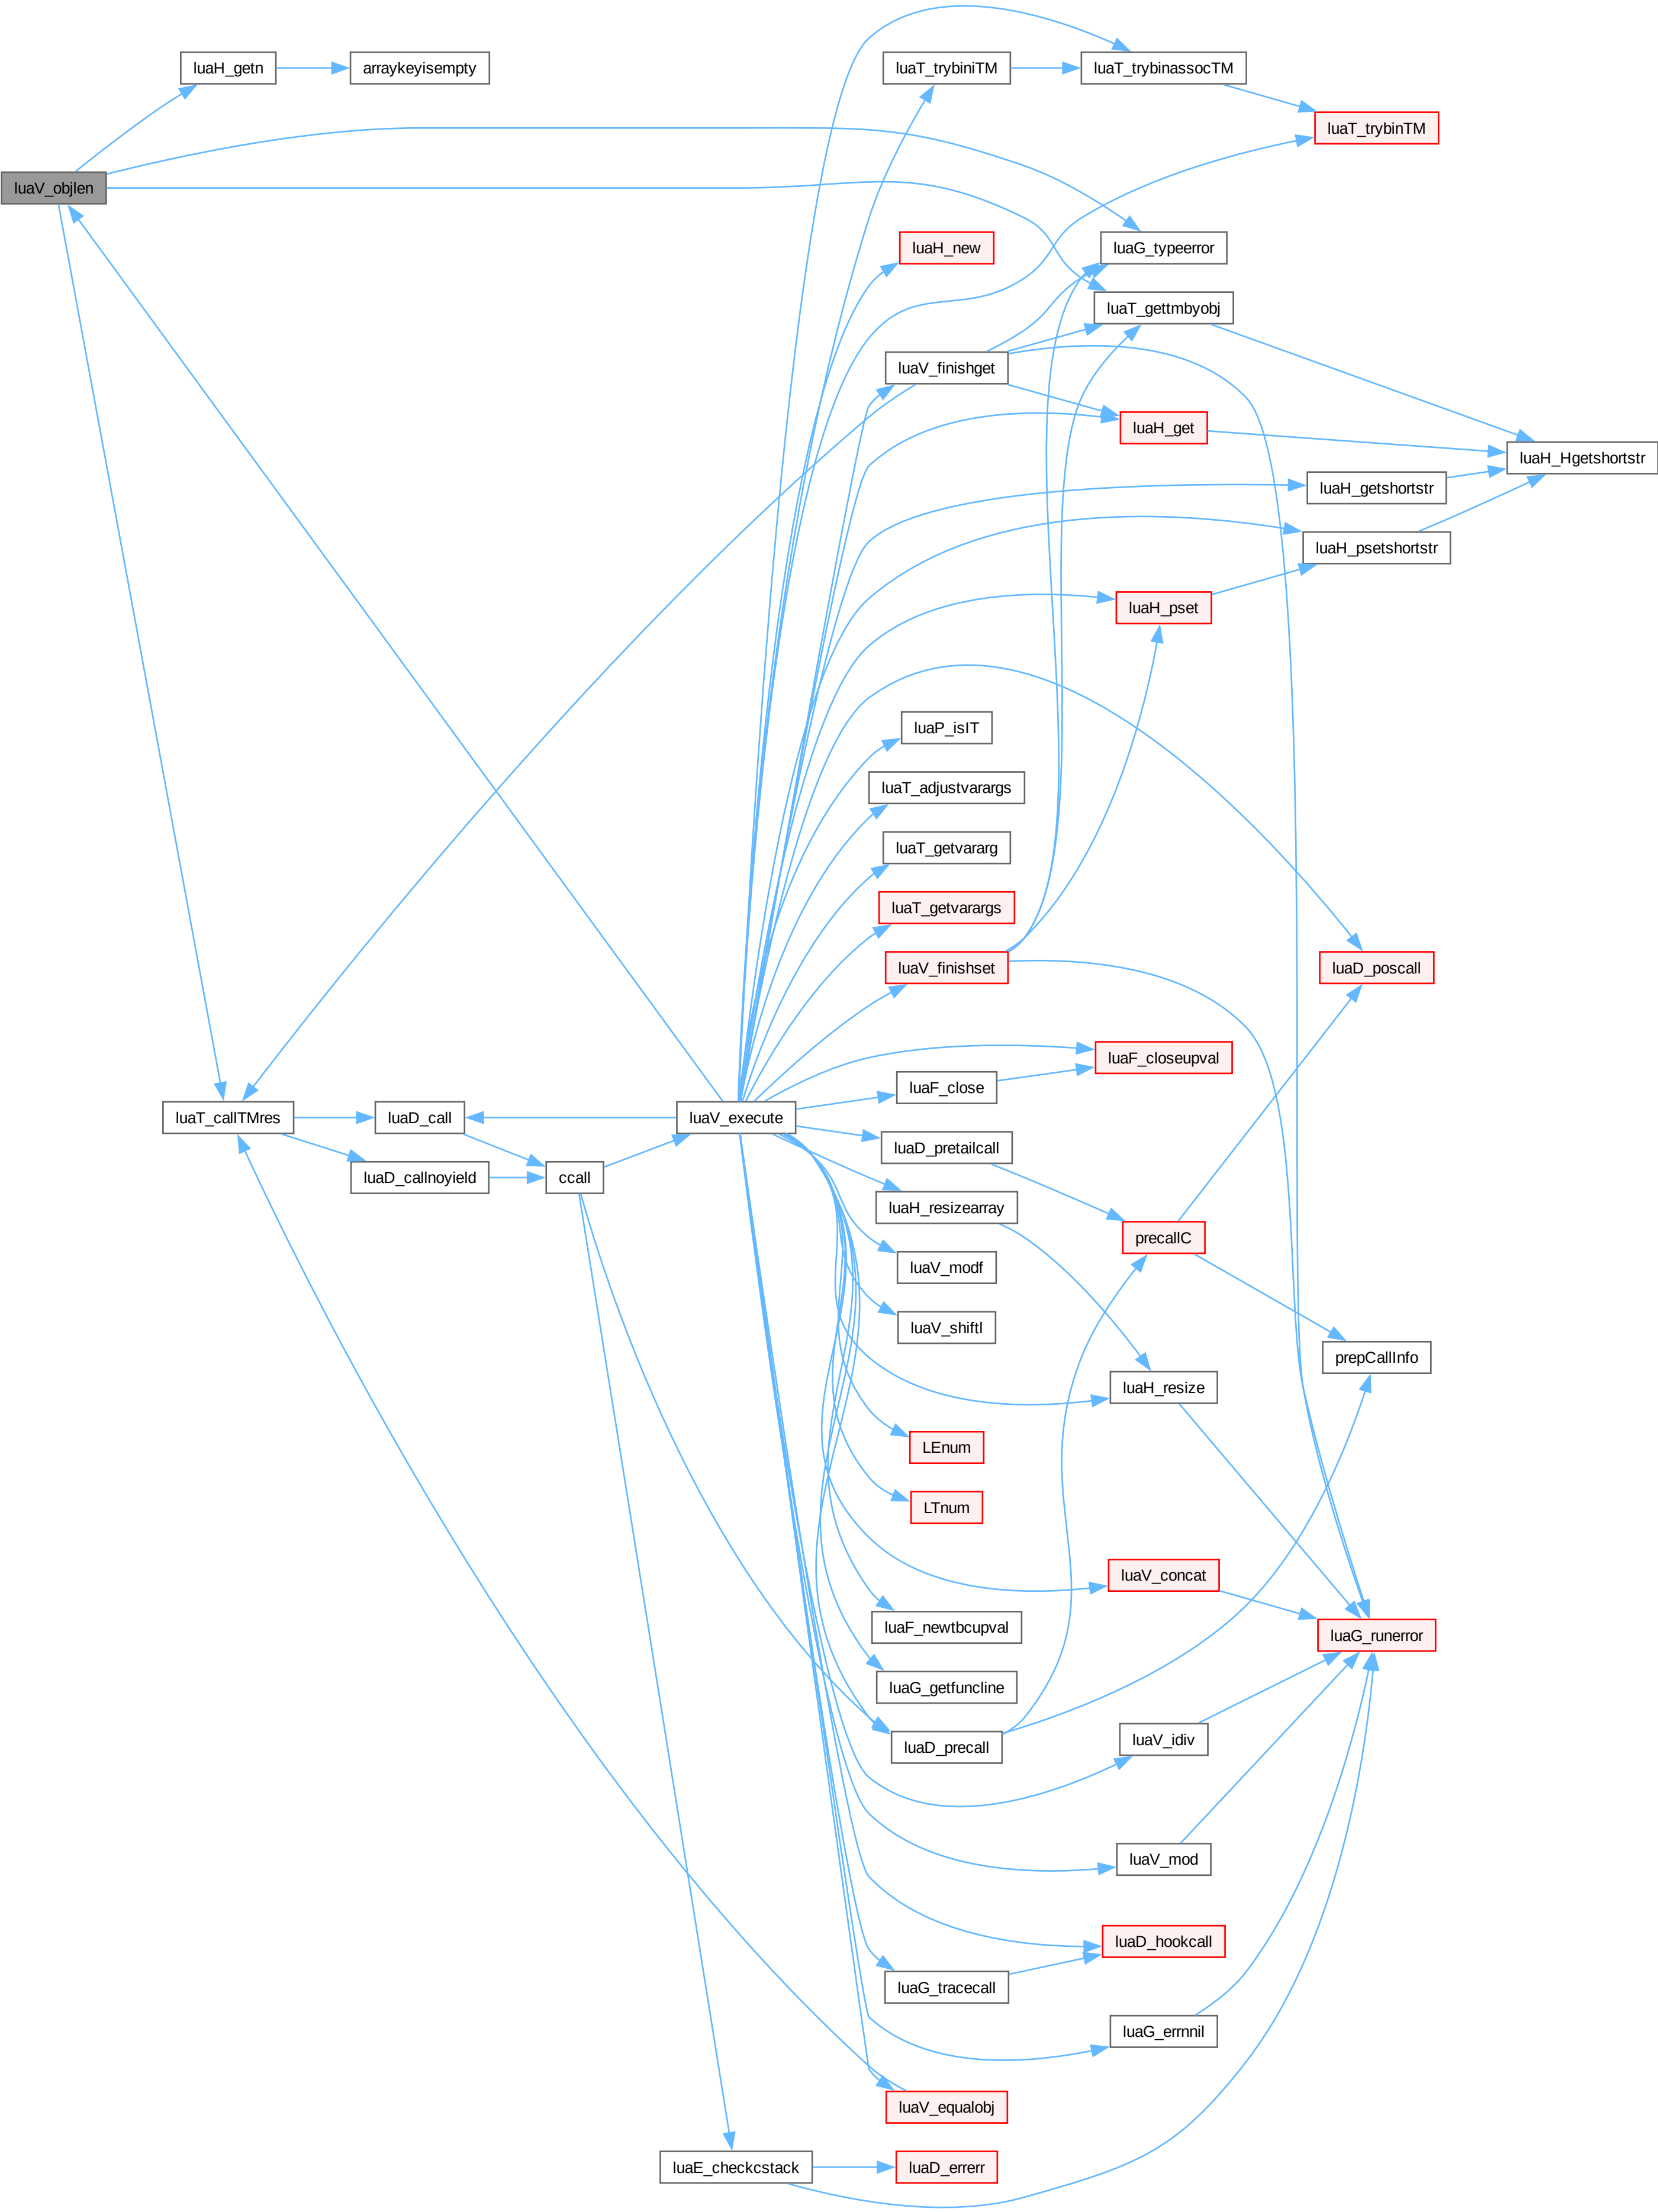 luaH_getn
arraykeyisempty
luaT_trybiniTM
luaT_trybinassocTM
luaT_trybinTM
luaV_objlen
luaH_new
luaG_typeerror
luaT_gettmbyobj
luaV_finishget
luaH_get
luaH_Hgetshortstr
luaH_getshortstr
luaH_psetshortstr
luaH_pset
luaP_isIT
luaT_adjustvarargs
luaT_getvararg
luaT_getvarargs
luaV_finishset
luaD_poscall
luaF_closeupval
luaF_close
luaT_callTMres
luaD_call
luaV_execute
luaD_pretailcall
luaD_callnoyield
ccall
luaH_resizearray
precallC
luaV_modf
luaV_shiftl
prepCallInfo
luaH_resize
LEnum
LTnum
luaV_concat
luaF_newtbcupval
luaG_runerror
luaG_getfuncline
luaD_precall
luaV_idiv
luaV_mod
luaD_hookcall
luaG_tracecall
luaG_errnnil
luaV_equalobj
luaE_checkcstack
luaD_errerr